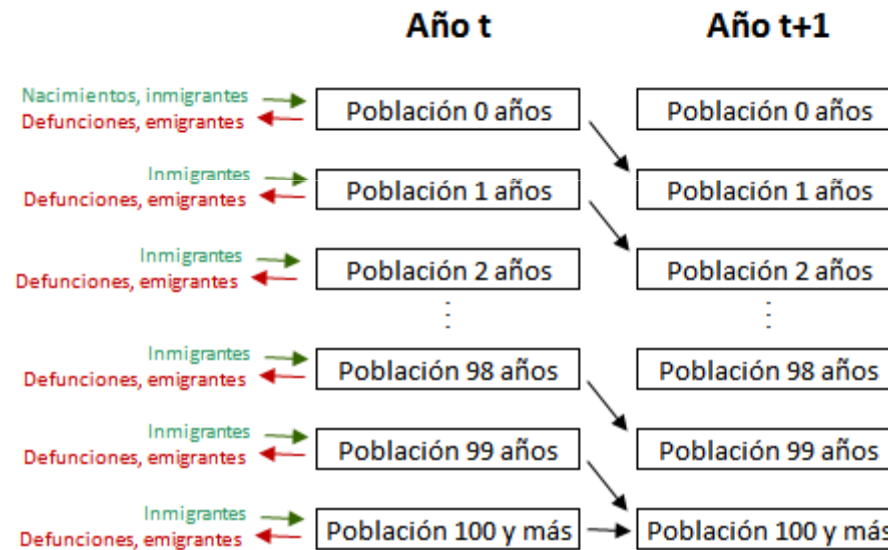 Año t
Año t+1
Nacimientos, inmigrantes
Defunciones, emigrantes
Población 0 años
Población 0 años
Inmigrantes
Defunciones, emigrantes
Población 1 años
Población 1 años
Inmigrantes
Defunciones, emigrantes
Población 2 años
Población 2 años
Inmigrantes
Defunciones, emigrantes
Población 98 años
Población 98 años
Inmigrantes
Defunciones, emigrantes
Población 99 años
Población 99 años
Inmigrantes
Defunciones, emigrantes
Población 100 y más
Población 100 y más